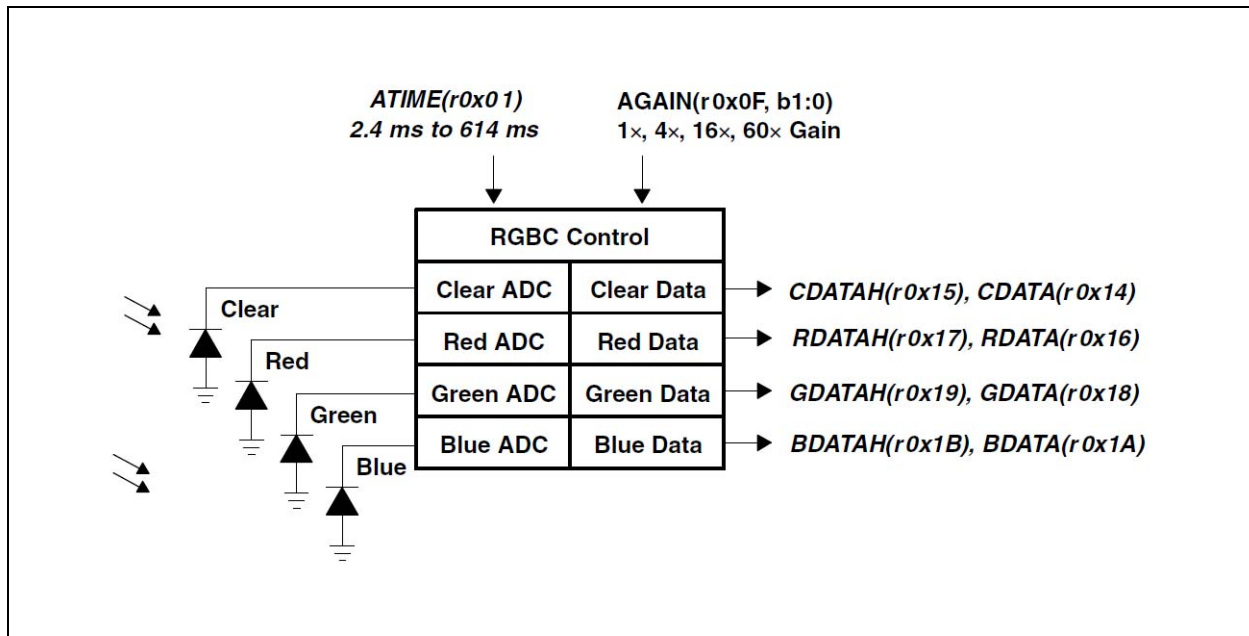 ATIME(r0x01)
2.4 ms to 614 ms
AGAIN(r0x0F, b1:0)
1×, 4×, 16×, 60× Gain
RGBC Control
Clear
Clear ADC
Clear Data
CDATAH(r0x15), CDATA(r0x14)
Red
Red ADC
Red Data
RDATAH(r0x17), RDATA(r0x16)
Green
Green ADC
Green Data
GDATAH(r0x19), GDATA(r0x18)
Blue
Blue ADC
Blue Data
BDATAH(r0x1B), BDATA(r0x1A)